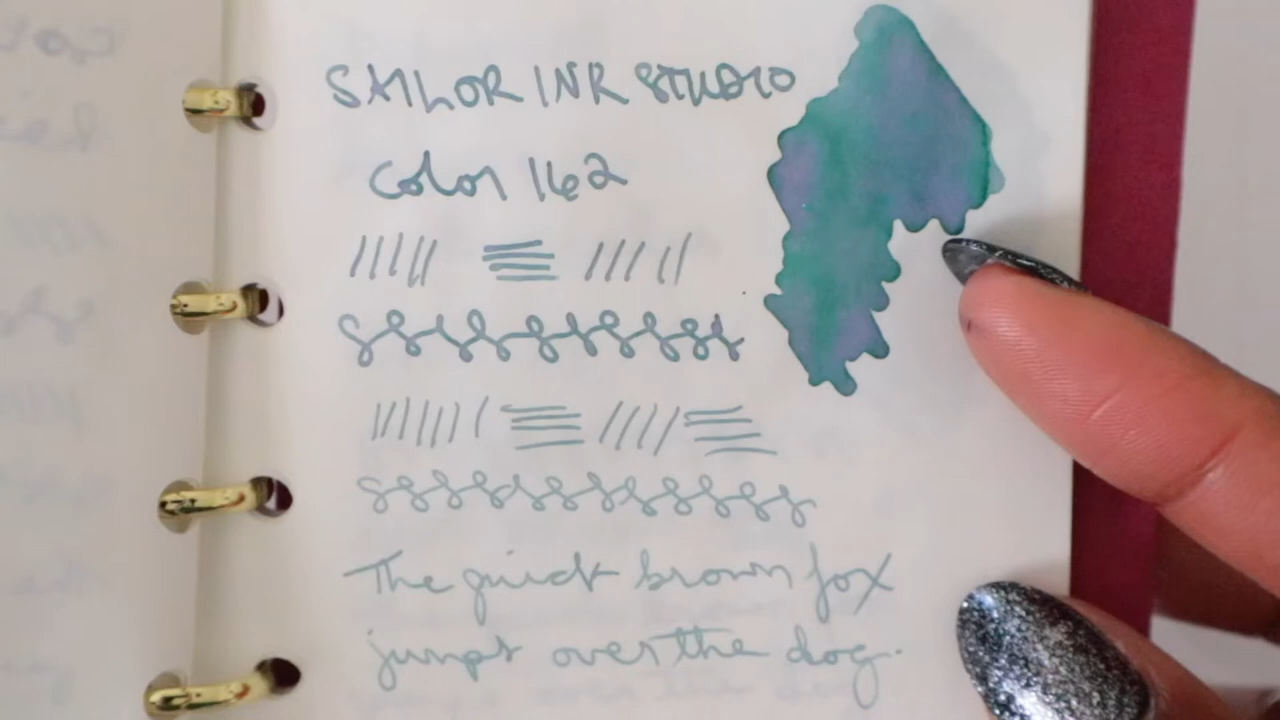 SAILOR INK STUDIO
Color 162
The quick brown fox
jumps over the dog.